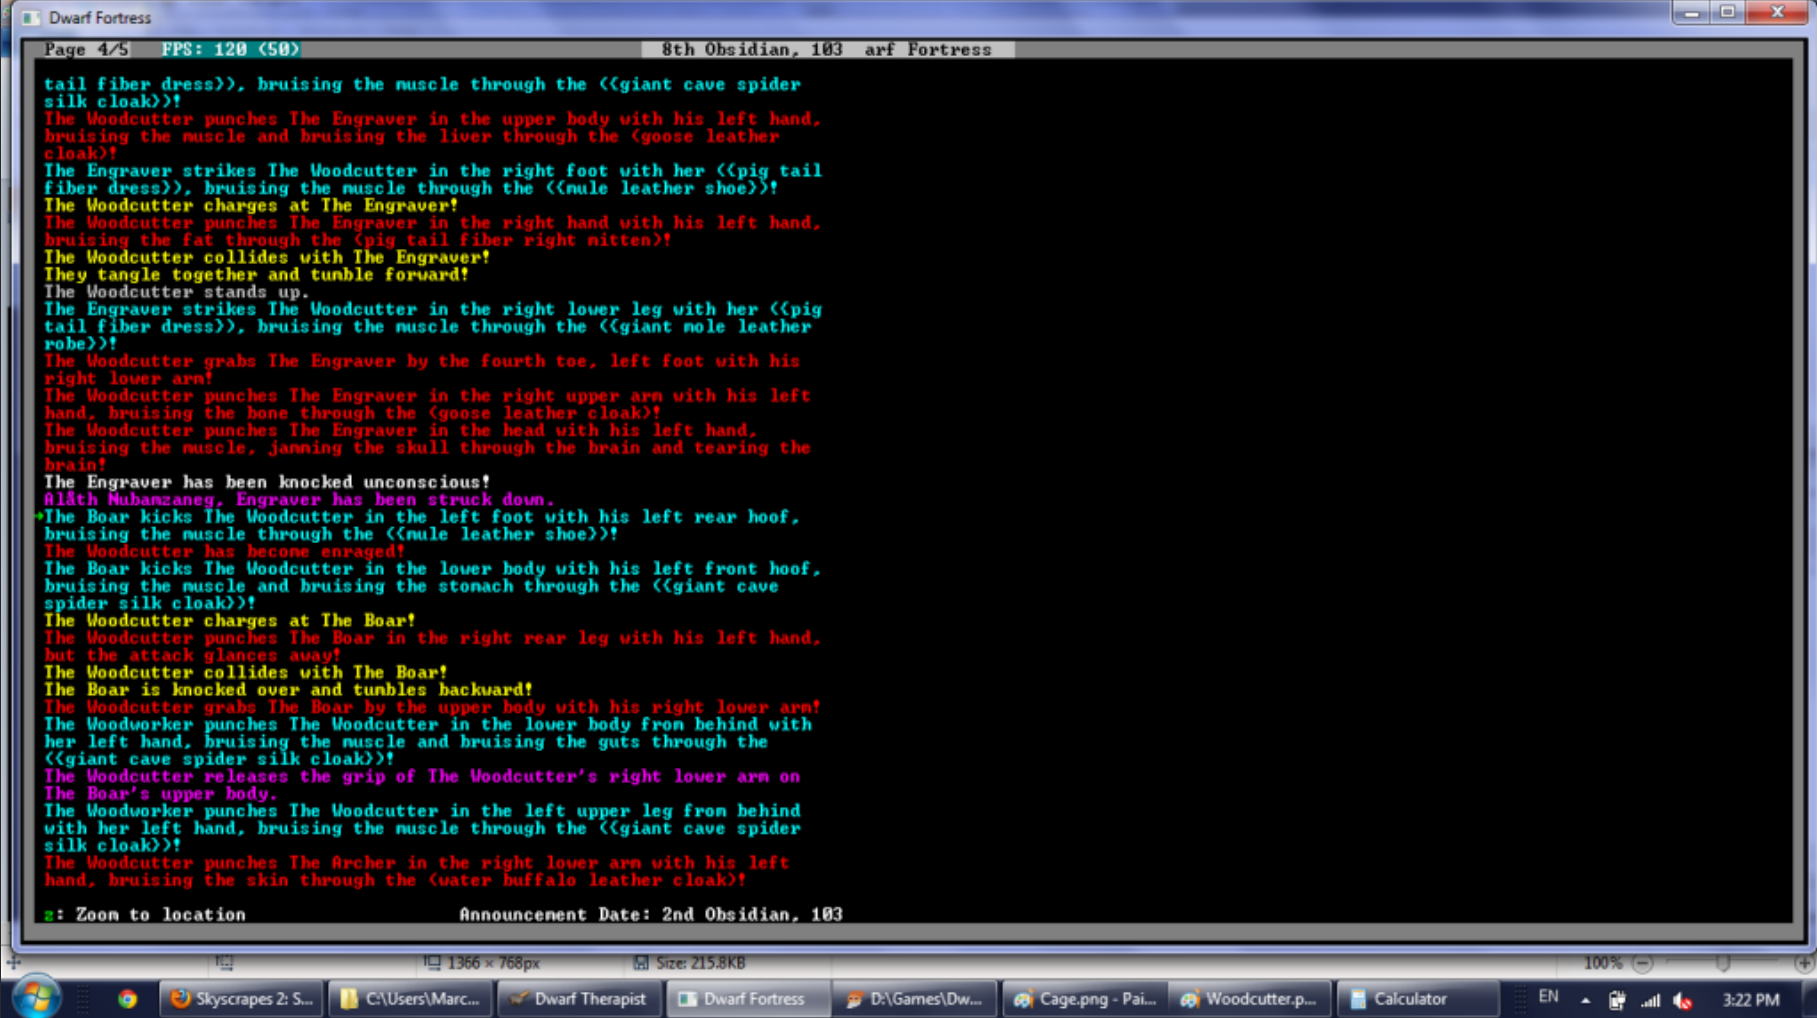 Dwarf Fortress
Page 4/5 FPS: 120 (50) 8th Obsidian, 103 arf Fortress
tail fiber dress)), bruising the muscle through the ((giant cave spider
silk cloak))!
The Woodcutter punches The Engraver in the upper body with his left hand,
bruising the muscle and bruising the liver through the (goose leather
cloak)!
The Engraver strikes The Woodcutter in the right foot with her ((pig tail
fiber dress)), bruising the muscle through the ((mule leather shoe))!
The Woodcutter charges at The Engraver!
The Woodcutter punches The Engraver in the right hand with his left hand,
bruising the fat through the (pig tail fiber right mitten)!
The Woodcutter collides with The Engraver!
They tangle together and tumble forward!
The Woodcutter stands up.
The Engraver strikes The Woodcutter in the right lower leg with her ((pig
tail fiber dress)), bruising the muscle through the ((giant mole leather
robe))!
The Woodcutter grabs The Engraver by the fourth toe, left foot with his
right lower arm!
The Woodcutter punches The Engraver in the right upper arm with his left
hand, bruising the bone through the (goose leather cloak)!
The Woodcutter punches The Engraver in the head with his left hand,
bruising the muscle, jamming the skull through the brain and tearing the
brain!
The Engraver has been knocked unconscious!
Alåth Nubamzaneg, Engraver has been struck down.
The Boar kicks The Woodcutter in the left foot with his left rear hoof,
bruising the muscle through the ((mule leather shoe))!
The Woodcutter has become enraged!
The Boar kicks The Woodcutter in the lower body with his left front hoof,
bruising the muscle and bruising the stomach through the ((giant cave
spider silk cloak))!
The Woodcutter charges at The Boar!
The Woodcutter punches The Boar in the right rear leg with his left hand,
but the attack glances away!
The Woodcutter collides with The Boar!
The Boar is knocked over and tumbles backward!
The Woodcutter grabs The Boar by the upper body with his right lower arm!
The Woodworker punches The Woodcutter in the lower body from behind with
her left hand, bruising the muscle and bruising the guts through the
((giant cave spider silk cloak))!
The Woodcutter releases the grip of The Woodcutter's right lower arm on
The Boar's upper body.
The Woodworker punches The Woodcutter in the left upper leg from behind
with her left hand, bruising the muscle through the ((giant cave spider
silk cloak))!
The Woodcutter punches The Archer in the right lower arm with his left
hand, bruising the skin through the (water buffalo leather cloak)!
z: Zoom to location Announcement Date: 2nd Obsidian, 103
1366 × 768px Size: 215.8KB 100%
Skyscrapes 2: S... C:\Users\Marc... Dwarf Therapist Dwarf Fortress D:\Games\Dw... Cage.png - Pai... Woodcutter.p... Calculator EN 3:22 PM